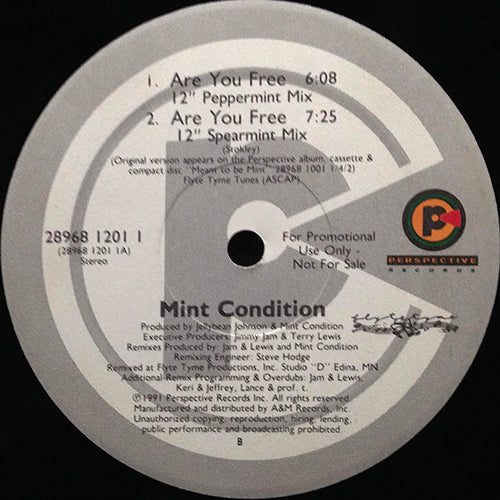 1. Are You Free 6:08
12" Peppermint Mix
2. Are You Free 7:25
12" Spearmint Mix
(Stokley)
(Original version appears on the Perspective album, cassette &
compact disc "Meant to be Mint" 28968 1001 1/4/2)
Flyte Tyme Tunes (ASCAP)
28968 1201 1
(28968 1201 1A)
Stereo
For Promotional
Use Only -
Not For Sale
P
PERSPECTIVE
RECORDS
Mint Condition
Produced by Jellybean Johnson & Mint Condition
Executive Producers: Jimmy Jam & Terry Lewis
Remixes Produced by: Jam & Lewis and Mint Condition
Remixing Engineer: Steve Hodge
Remixed at Flyte Tyme Productions, Inc. Studio "D" Edina, MN
Additional Remix Programming & Overdubs: Jam & Lewis,
Keri & Jeffrey, Lance & prof. t.
℗©1991 Perspective Records Inc. All rights reserved.
Manufactured and distributed by A&M Records, Inc.
Unauthorized copying, reproduction, hiring, lending,
public performance and broadcasting prohibited.
B